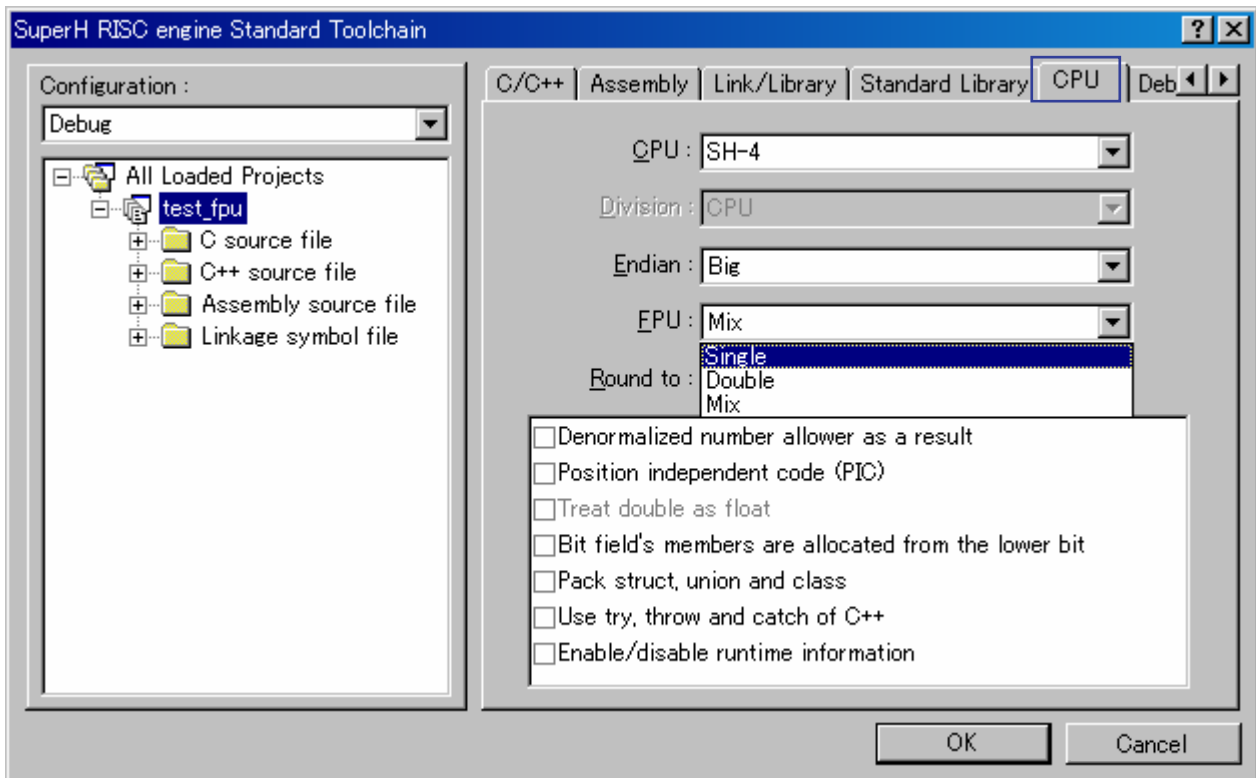 SuperH RISC engine Standard Toolchain
Configuration :
Debug
All Loaded Projects
test_fpu
C source file
C++ source file
Assembly source file
Linkage symbol file
C/C++ Assembly Link/Library Standard Library CPU Deb
CPU : SH-4
Division : CPU
Endian : Big
FPU : Mix
Single
Round to : Double
Mix
Denormalized number allower as a result
Position independent code (PIC)
Treat double as float
Bit field's members are allocated from the lower bit
Pack struct, union and class
Use try, throw and catch of C++
Enable/disable runtime information
OK Cancel